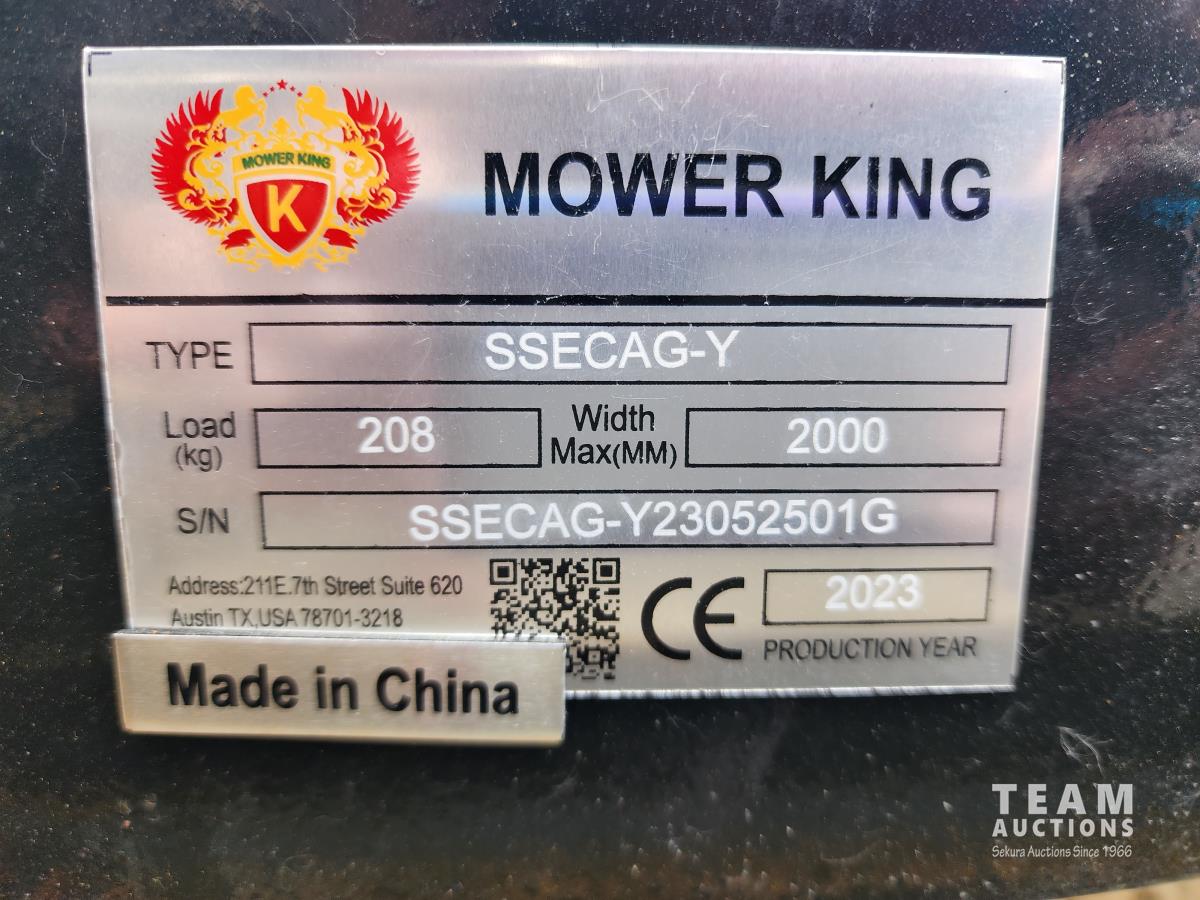 MOWER KING
K
MOWER KING
TYPE SSECAG-Y
Load (kg) 208 Width Max(MM) 2000
S/N SSECAG-Y23052501G
Address:211E.7th Street Suite 620
Austin TX,USA 78701-3218
CE 2023
PRODUCTION YEAR
Made in China
TEAM
AUCTIONS
Sekura Auctions Since 1966